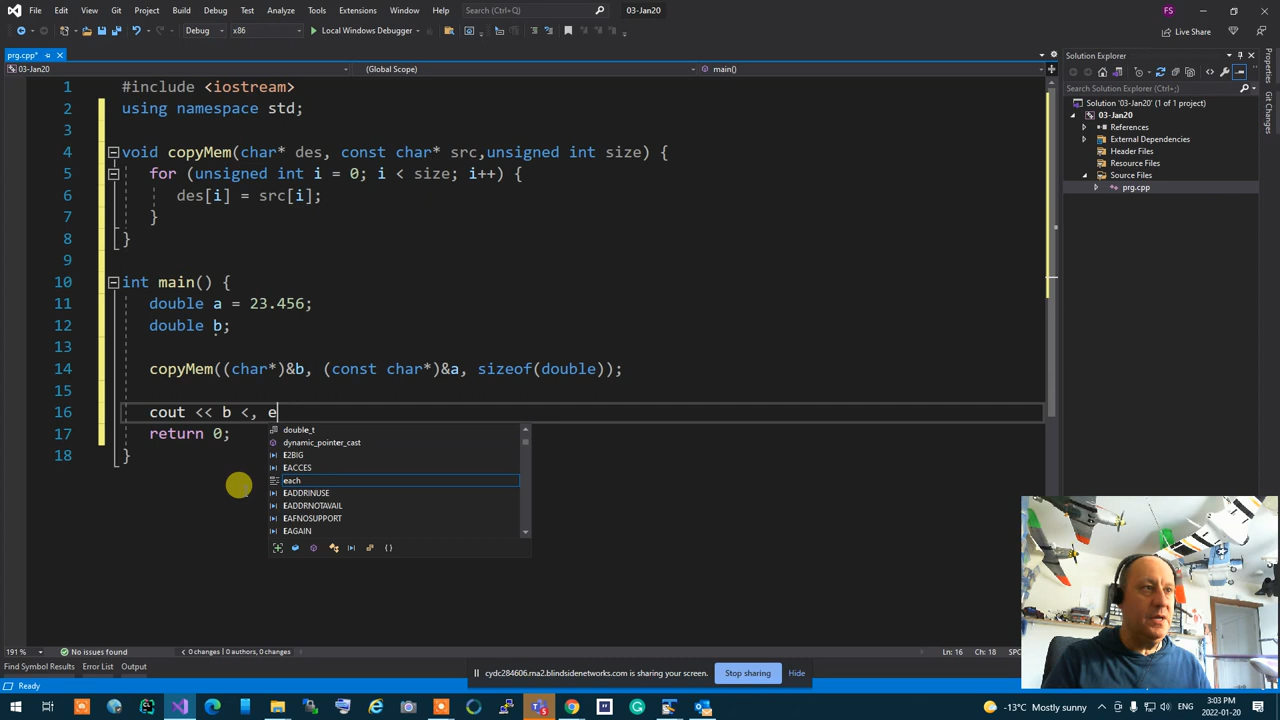 File Edit View Git Project Build Debug Test Analyze Tools Extensions Window Help Search (Ctrl+Q) 03-Jan20 FS
Debug x86 Local Windows Debugger Live Share
prg.cpp*
03-Jan20 (Global Scope) main()
1 #include <iostream>
2 using namespace std;
3
4 void copyMem(char* des, const char* src,unsigned int size) {
5 for (unsigned int i = 0; i < size; i++) {
6 des[i] = src[i];
7 }
8 }
9
10 int main() {
11 double a = 23.456;
12 double b;
13
14 copyMem((char*)&b, (const char*)&a, sizeof(double));
15
16 cout << b <, e
17 return 0;
18 }
double_t
dynamic_pointer_cast
E2BIG
EACCES
each
EADDRINUSE
EADDRNOTAVAIL
EAFNOSUPPORT
EAGAIN
Solution Explorer
Search Solution Explorer (Ctrl+;)
Solution '03-Jan20' (1 of 1 project)
03-Jan20
References
External Dependencies
Header Files
Resource Files
Source Files
prg.cpp
Properties
Git Changes
191 % No issues found 0 changes | 0 authors, 0 changes Ln: 16 Ch: 18 SPC
Find Symbol Results Error List Output
cydc284606.rna2.blindsidenetworks.com is sharing your screen. Stop sharing Hide
Ready
-13°C Mostly sunny ENG 3:03 PM 2022-01-20